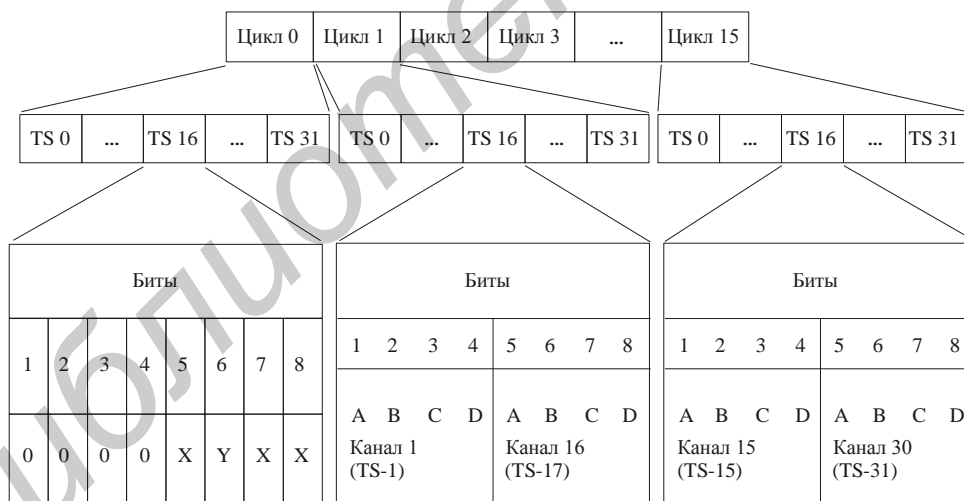 Цикл 0 Цикл 1 Цикл 2 Цикл 3 ... Цикл 15
TS 0 ... TS 16 ... TS 31 TS 0 ... TS 16 ... TS 31 TS 0 ... TS 16 ... TS 31
Биты Биты Биты
1 2 3 4 5 6 7 8 1 2 3 4 5 6 7 8 1 2 3 4 5 6 7 8
0 0 0 0 X Y X X A B C D A B C D A B C D A B C D
Канал 1 Канал 16 Канал 15 Канал 30
(TS-1) (TS-17) (TS-15) (TS-31)